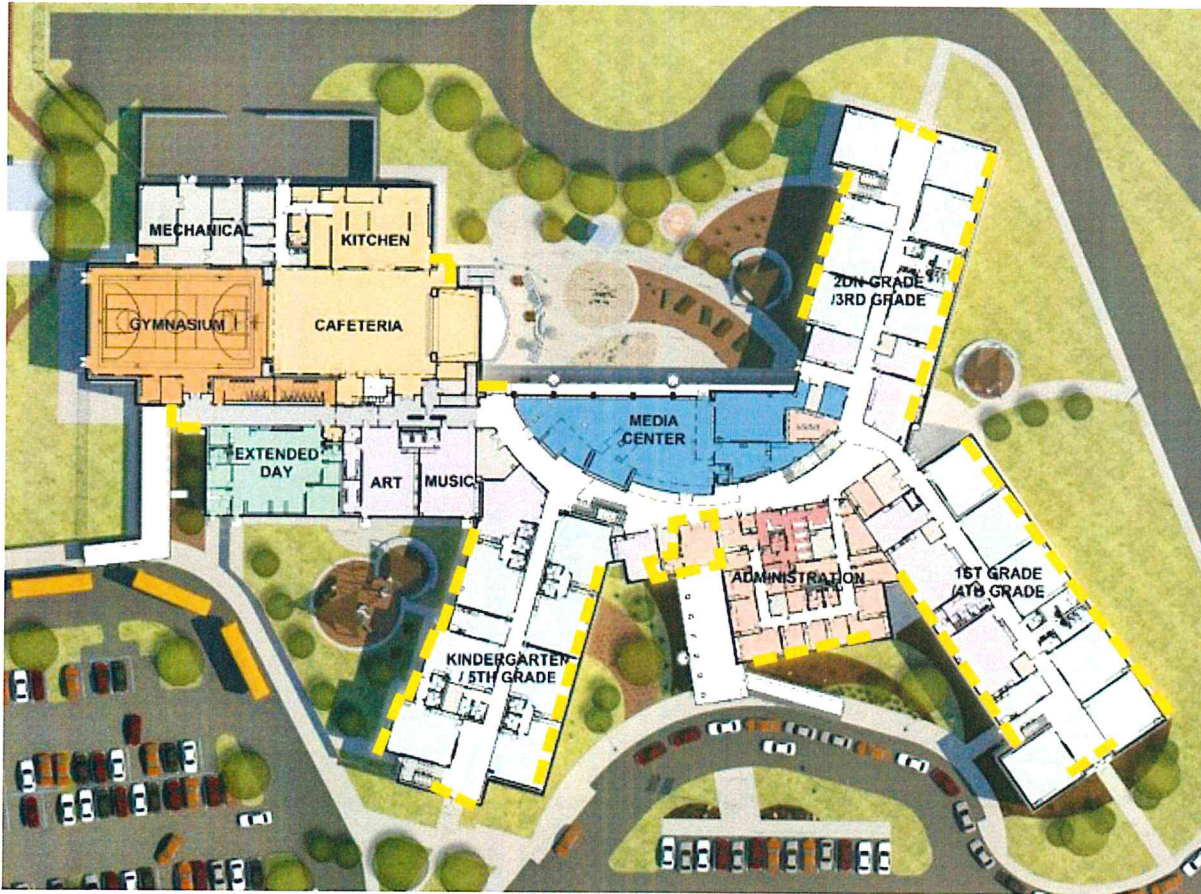 MECHANICAL
KITCHEN
GYMNASIUM
CAFETERIA
2DN GRADE
/3RD GRADE
MEDIA
CENTER
EXTENDED
DAY
ART
MUSIC
ADMINISTRATION
1ST GRADE
/4TH GRADE
KINDERGARTEN
/ 5TH GRADE